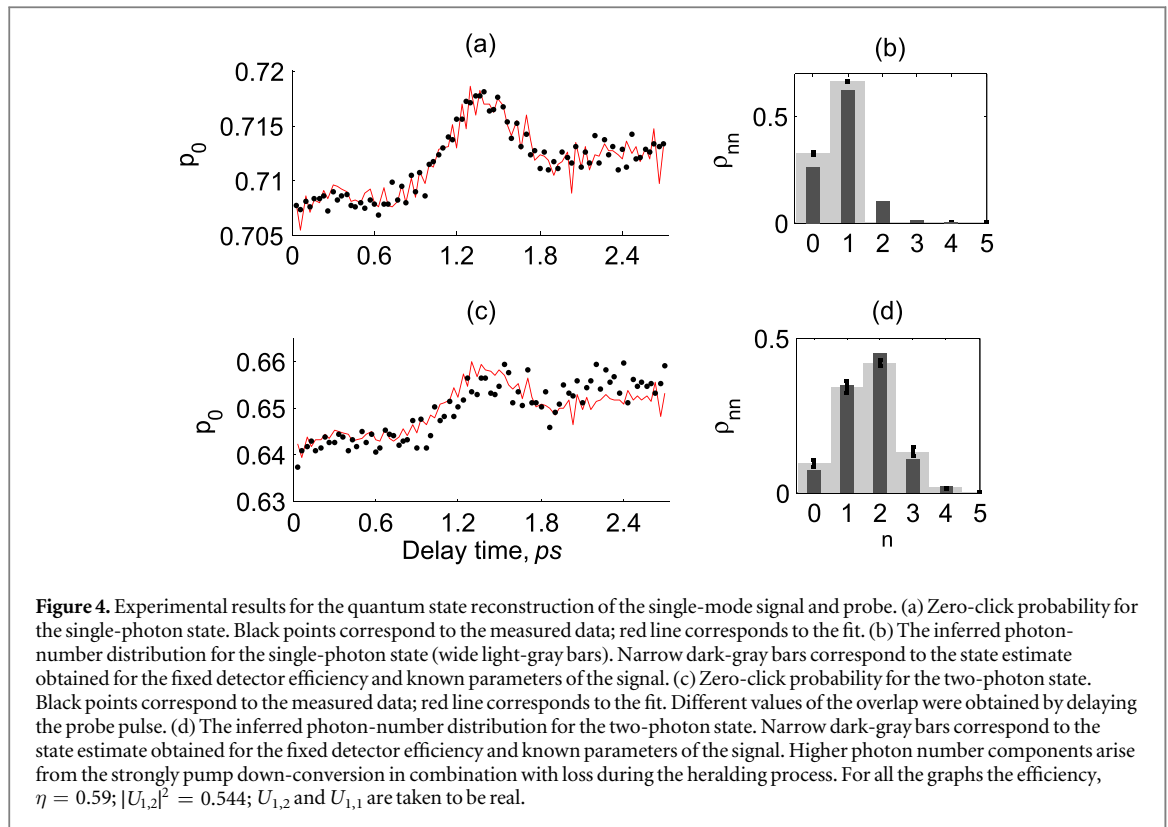 (a)
(b)
0.72
0.715
0.71
0.705
p0
0 0.6 1.2 1.8 2.4
0.5
0
ρnn
0 1 2 3 4 5
(c)
(d)
0.66
0.65
0.64
0.63
p0
0 0.6 1.2 1.8 2.4
Delay time, ps
0.5
0
ρnn
0 1 2 3 4 5
n
Figure 4. Experimental results for the quantum state reconstruction of the single-mode signal and probe. (a) Zero-click probability for
the single-photon state. Black points correspond to the measured data; red line corresponds to the fit. (b) The inferred photon-
number distribution for the single-photon state (wide light-gray bars). Narrow dark-gray bars correspond to the state estimate
obtained for the fixed detector efficiency and known parameters of the signal. (c) Zero-click probability for the two-photon state.
Black points correspond to the measured data; red line corresponds to the fit. Different values of the overlap were obtained by delaying
the probe pulse. (d) The inferred photon-number distribution for the two-photon state. Narrow dark-gray bars correspond to the
state estimate obtained for the fixed detector efficiency and known parameters of the signal. Higher photon number components arise
from the strongly pump down-conversion in combination with loss during the heralding process. For all the graphs the efficiency,
η = 0.59; |U1,2|² = 0.544; U1,2 and U1,1 are taken to be real.